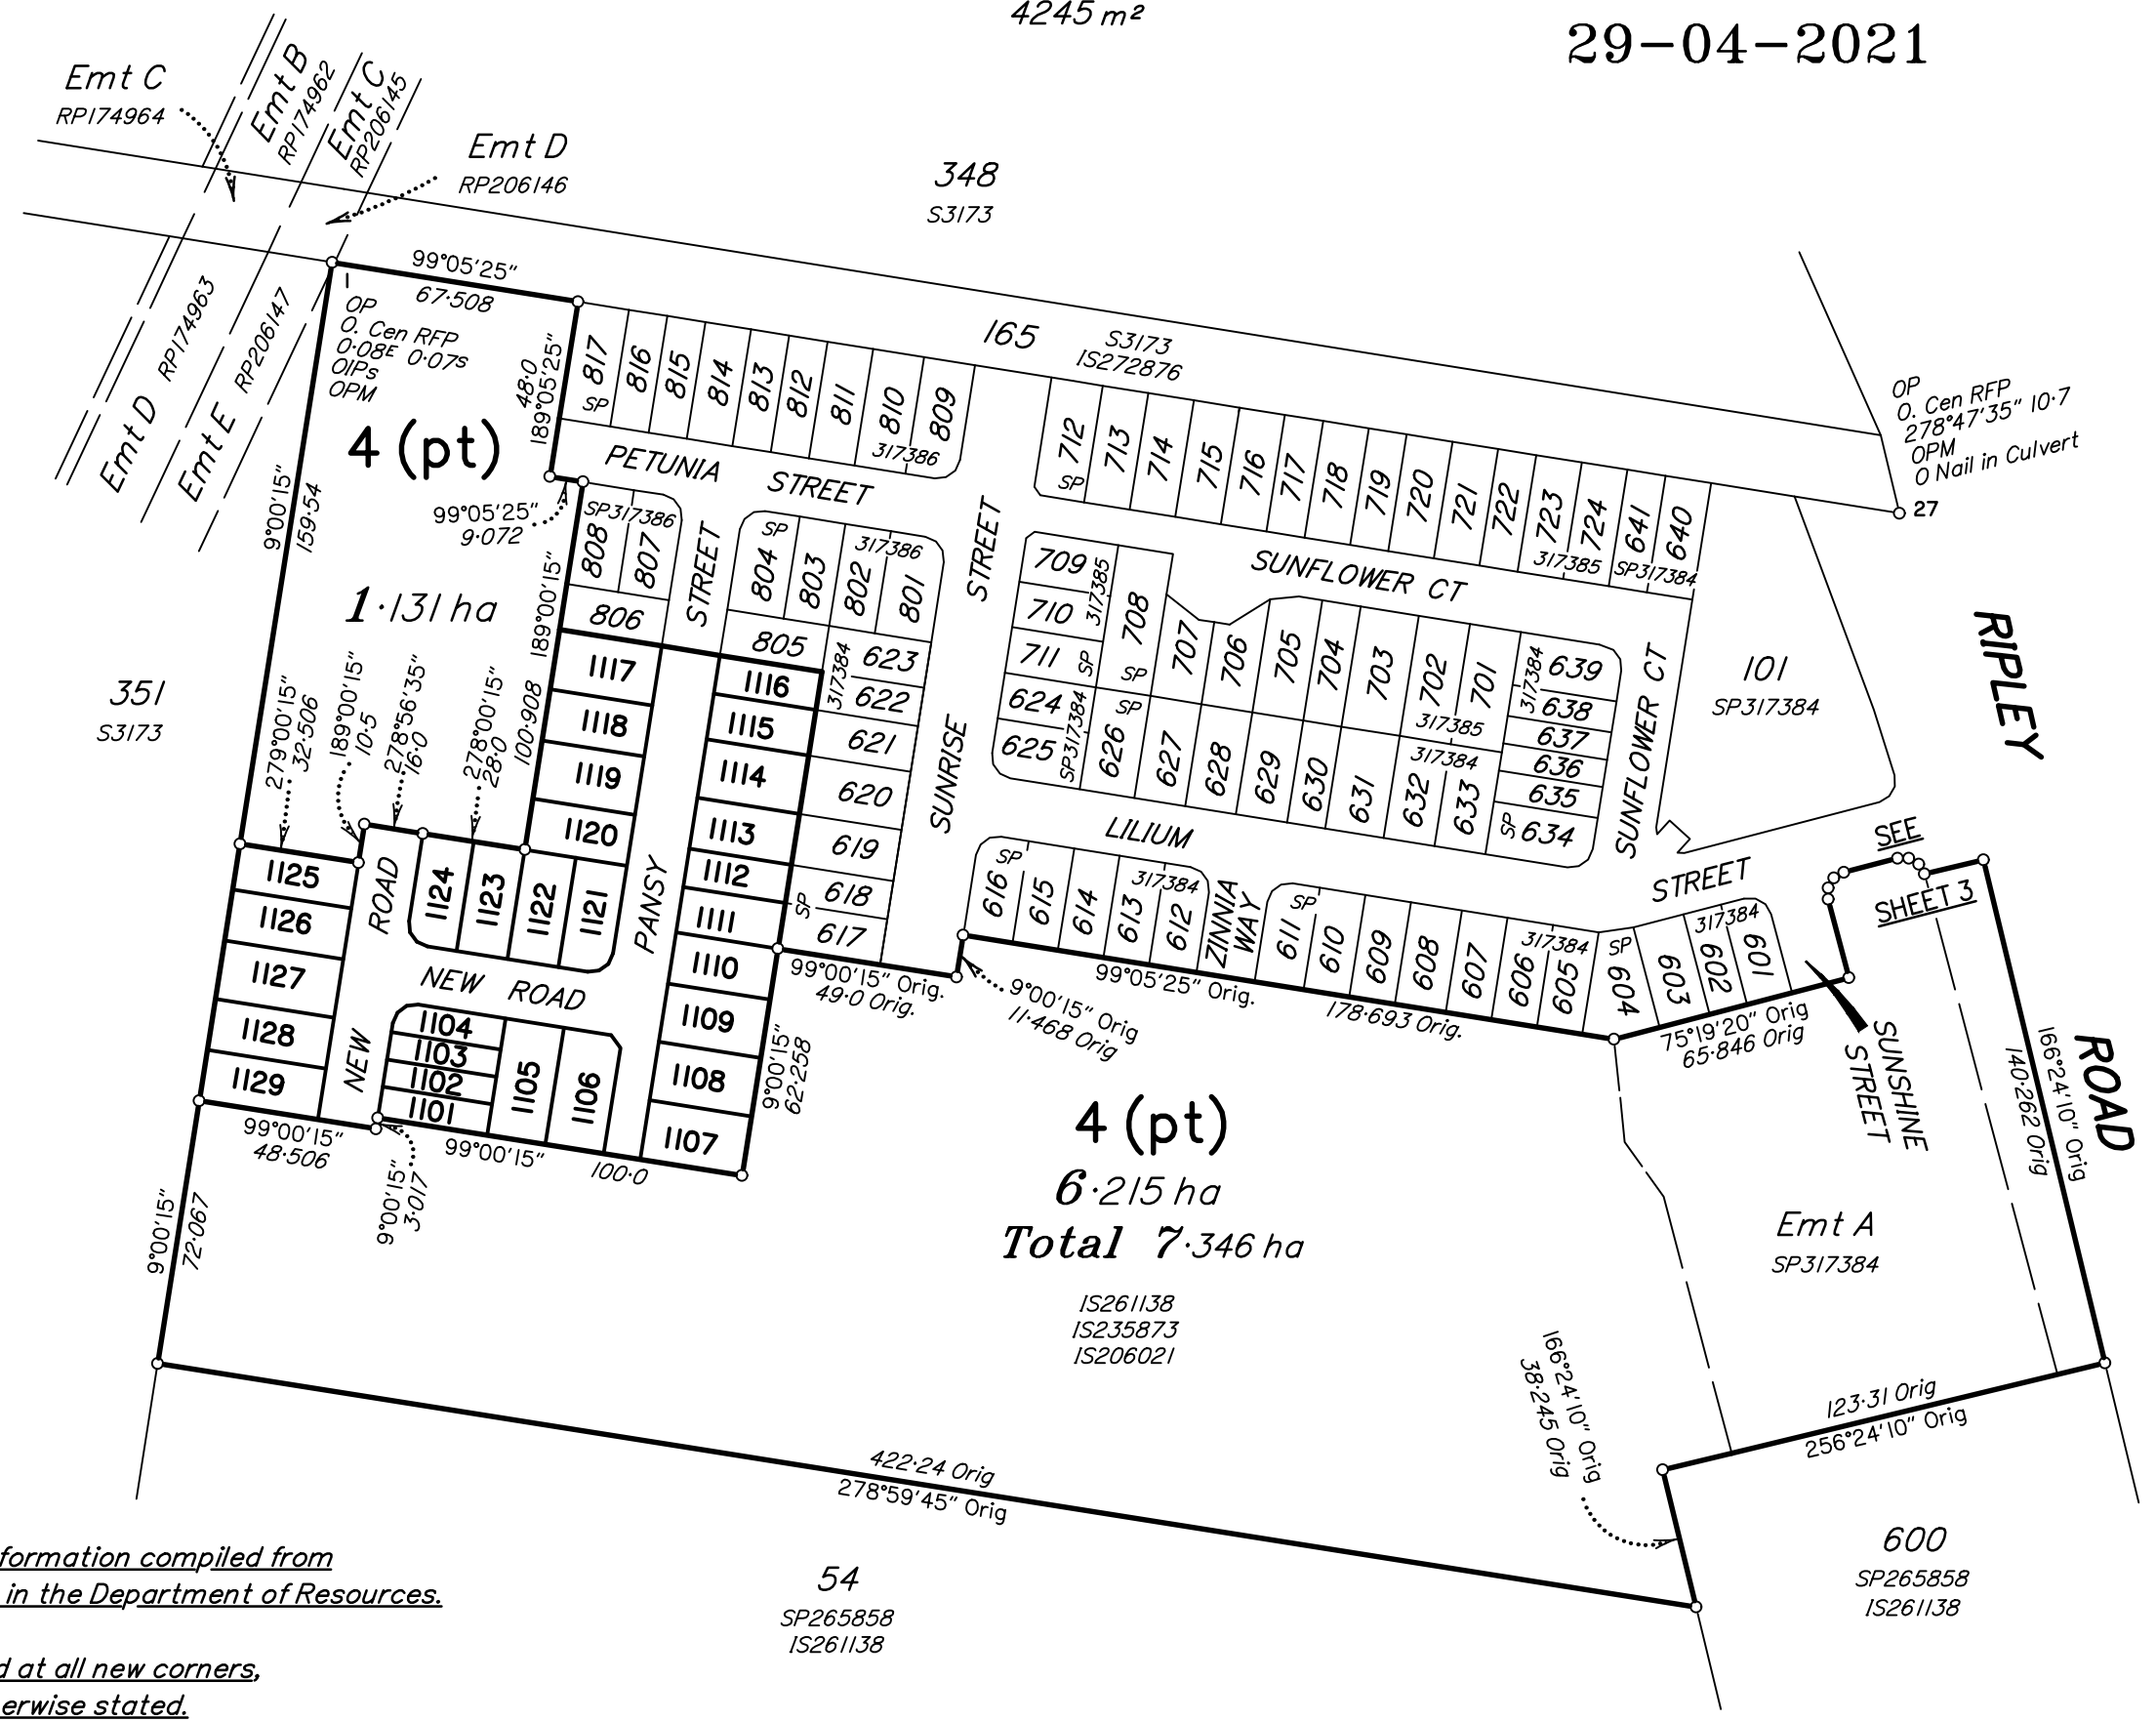 4245 m²
29-04-2021
Emt C
RP174964
Emt B
RP174962
Emt C
RP206145
Emt D
RP206146
348
S3173
99°05'25"
67·508
OP
O. Cen RFP
0·08E 0·07S
OIPs
OPM
Emt D RP174963
Emt E RP206147
4 (pt)
1·131 ha
48·0
189°05'25"
165
S3173
IS272876
817
SP
816
815
814
813
812
811
810
809
317386
712
SP
713
714
715
716
717
718
719
720
721
722
723
724
317385
641
640
SP317384
OP
O. Cen RFP
278°47'35" 10·7
OPM
O Nail in Culvert
27
PETUNIA STREET
99°05'25"
9·072
9°00'15"
159·54
SP317386
808
807
806
STREET
SP
804
803
317386
802
801
805
STREET
709
710
711
317385
SP
708
SP
SUNFLOWER CT
707
706
705
704
703
702
701
317385
317384
639
638
637
636
635
634
SP
SUNFLOWER CT
101
SP317384
RIPLEY
351
S3173
189°00'15"
100·908
1117
1118
1119
1120
1116
1115
1114
1113
1112
1111
1110
1109
1108
1107
317384
623
622
621
620
619
618
617
SP
SUNRISE
624
625
SP317384
SP
626
627
628
629
630
631
317384
632
633
279°00'15"
32·506
189°00'15"
10·5
278°56'35"
16·0
278°00'15"
28·0
LILIUM
STREET
SEE
SHEET 3
1125
1126
1127
1128
1129
ROAD
1124
1123
1122
1121
PANSY
NEW ROAD
NEW
1104
1103
1102
1101
1105
1106
SP
616
615
614
613
612
317384
ZINNIA
WAY
SP
611
610
609
608
607
606
605
317384
SP
604
603
602
601
317384
99°00'15" Orig.
49·0 Orig.
9°00'15" Orig
11·468 Orig
99°05'25" Orig.
178·693 Orig.
75°19'20" Orig
65·846 Orig
SUNSHINE
STREET
166°24'10" Orig
140·262 Orig
ROAD
9°00'15"
62·258
99°00'15"
48·506
99°00'15"
100·0
9°00'15"
3·017
9°00'15"
72·067
4 (pt)
6·215 ha
Total 7·346 ha
IS261138
IS235873
IS206021
Emt A
SP317384
166°24'10" Orig
38·245 Orig
123·31 Orig
256°24'10" Orig
422·24 Orig
278°59'45" Orig
54
SP265858
IS261138
600
SP265858
IS261138
formation compiled from
in the Department of Resources.
d at all new corners,
erwise stated.